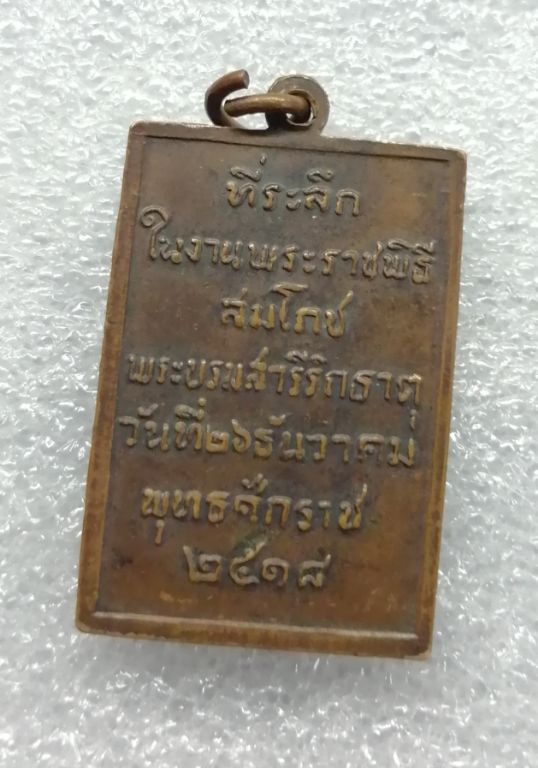 ที่ระลึก
ในงานพระราชพิธี
สมโภช
พระบรมสารีริกธาตุ
วันที่๒๖ธันวาคม
พุทธศักราช
๒๕๑๘